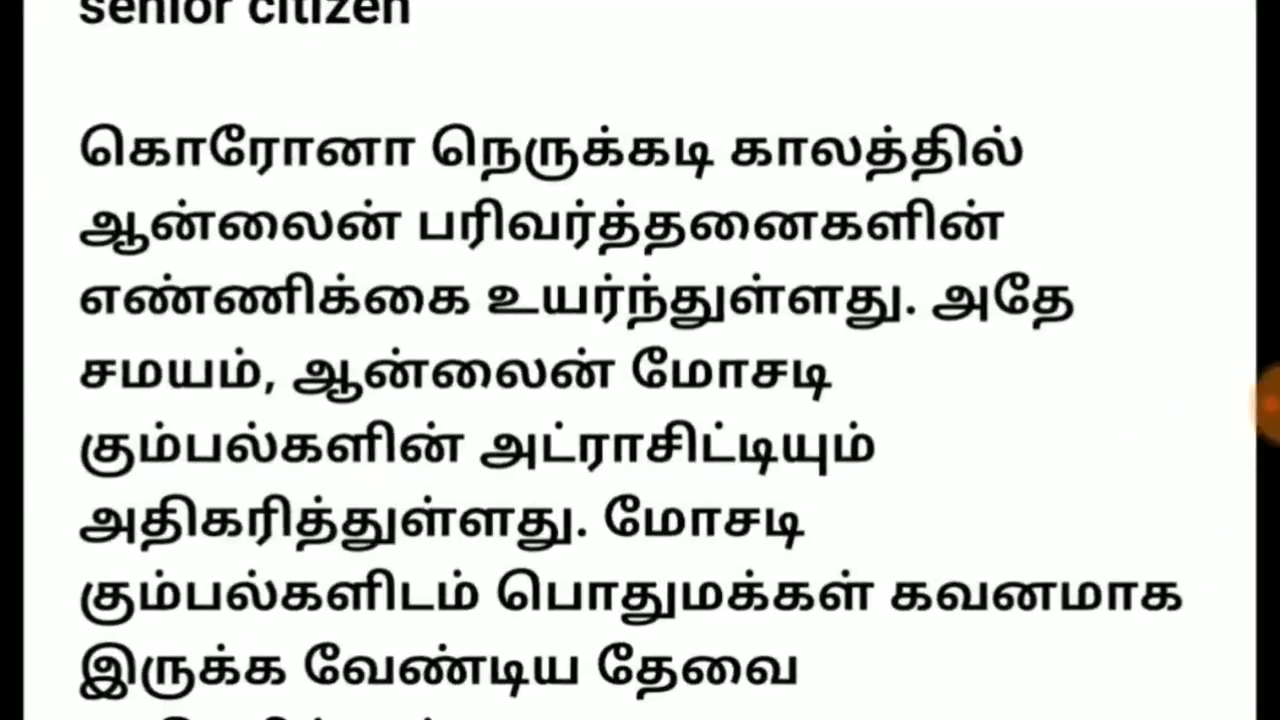 senior citizen
கொரோனா நெருக்கடி காலத்தில்
ஆன்லைன் பரிவர்த்தனைகளின்
எண்ணிக்கை உயர்ந்துள்ளது. அதே
சமயம், ஆன்லைன் மோசடி
கும்பல்களின் அட்ராசிட்டியும்
அதிகரித்துள்ளது. மோசடி
கும்பல்களிடம் பொதுமக்கள் கவனமாக
இருக்க வேண்டிய தேவை